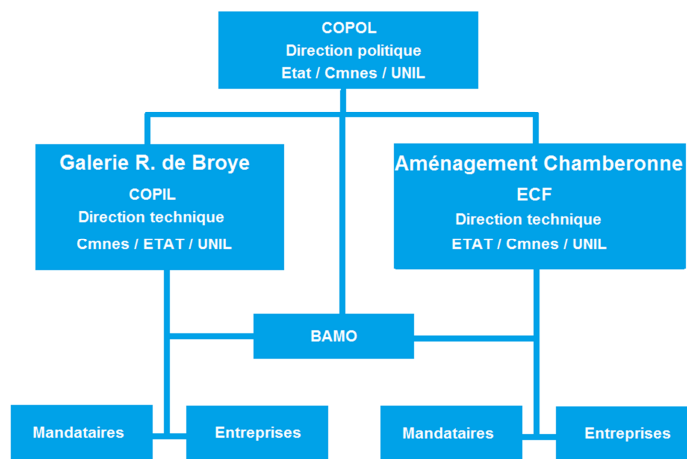 COPOL
Direction politique
Etat / Cmnes / UNIL
Galerie R. de Broye
COPIL
Direction technique
Cmnes / ETAT / UNIL
Aménagement Chamberonne
ECF
Direction technique
ETAT / Cmnes / UNIL
BAMO
Mandataires
Entreprises
Mandataires
Entreprises